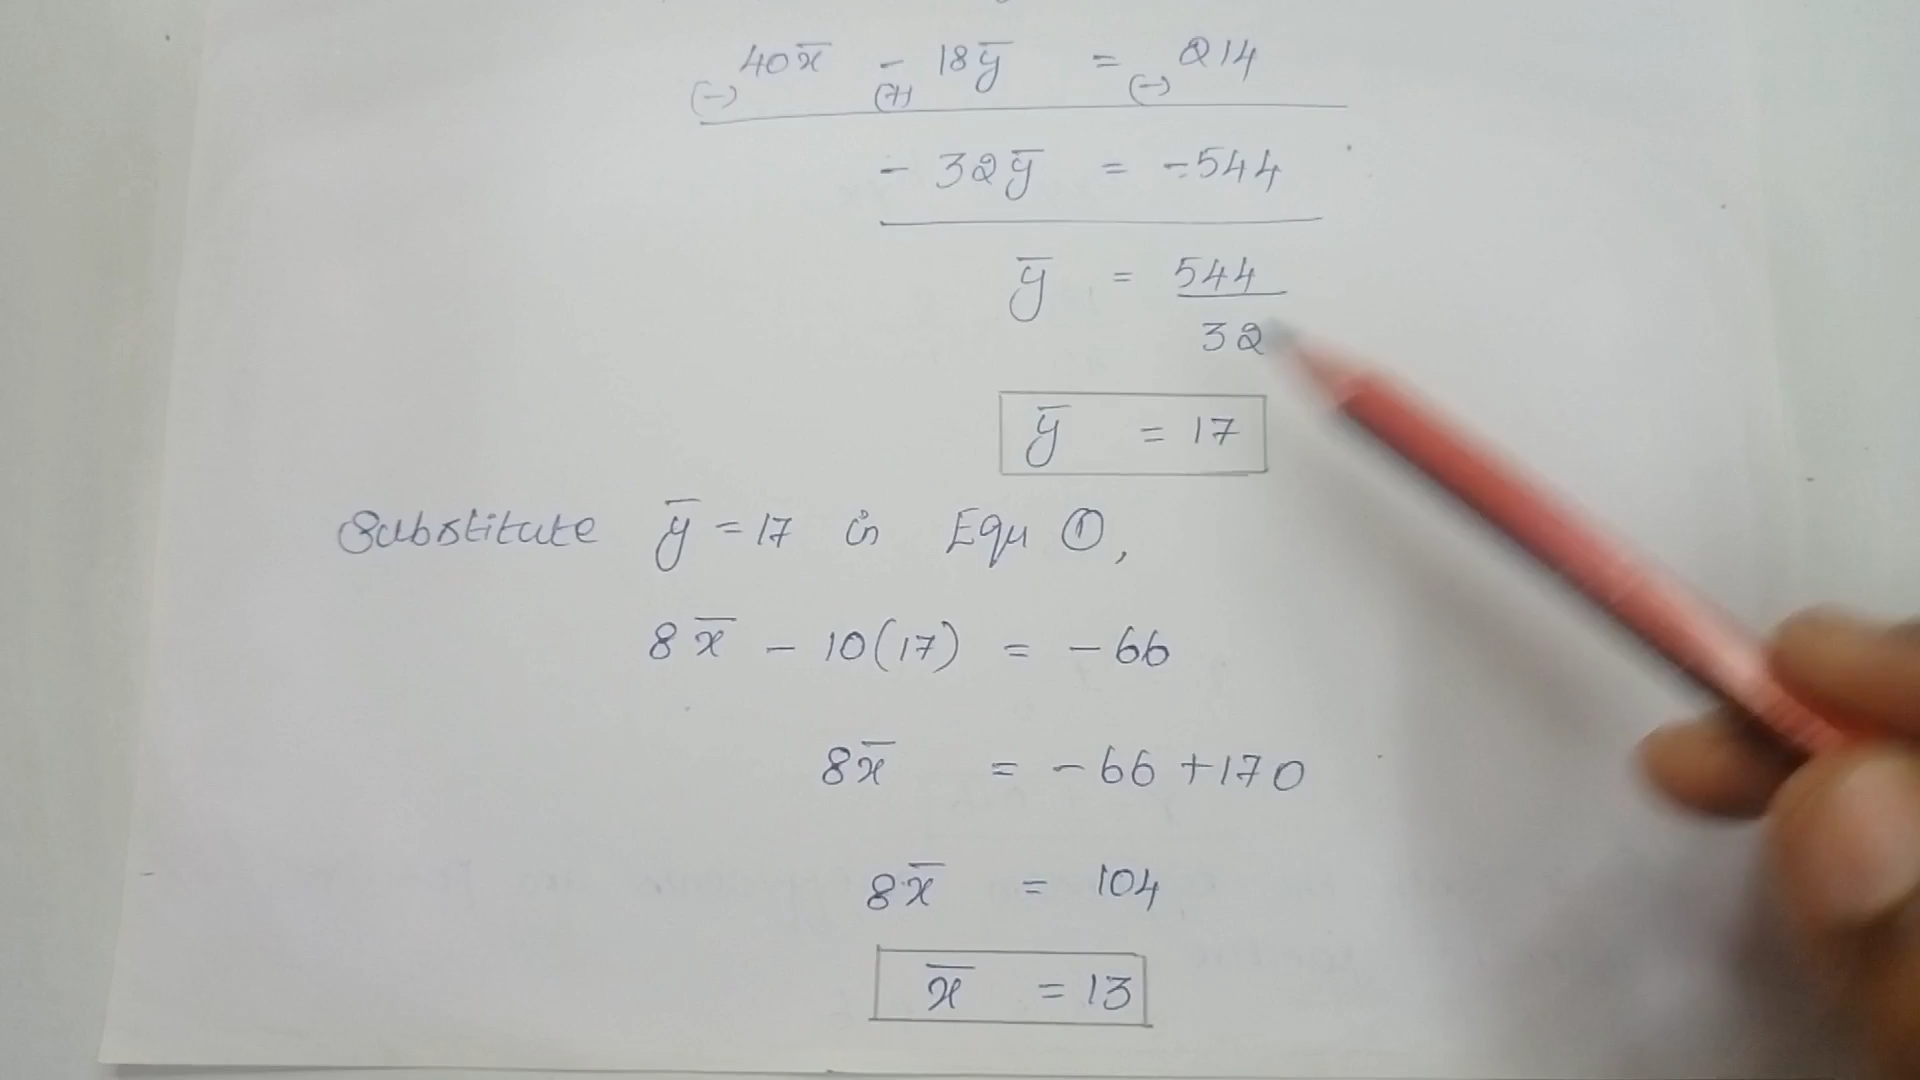 40x̄ - 18ȳ = 214
(-) (+) (-)
- 32ȳ = -544
ȳ = 544
32
ȳ = 17
Substitute ȳ = 17 in Equ ①,
8x̄ - 10(17) = -66
8x̄ = -66 + 170
8x̄ = 104
x̄ = 13